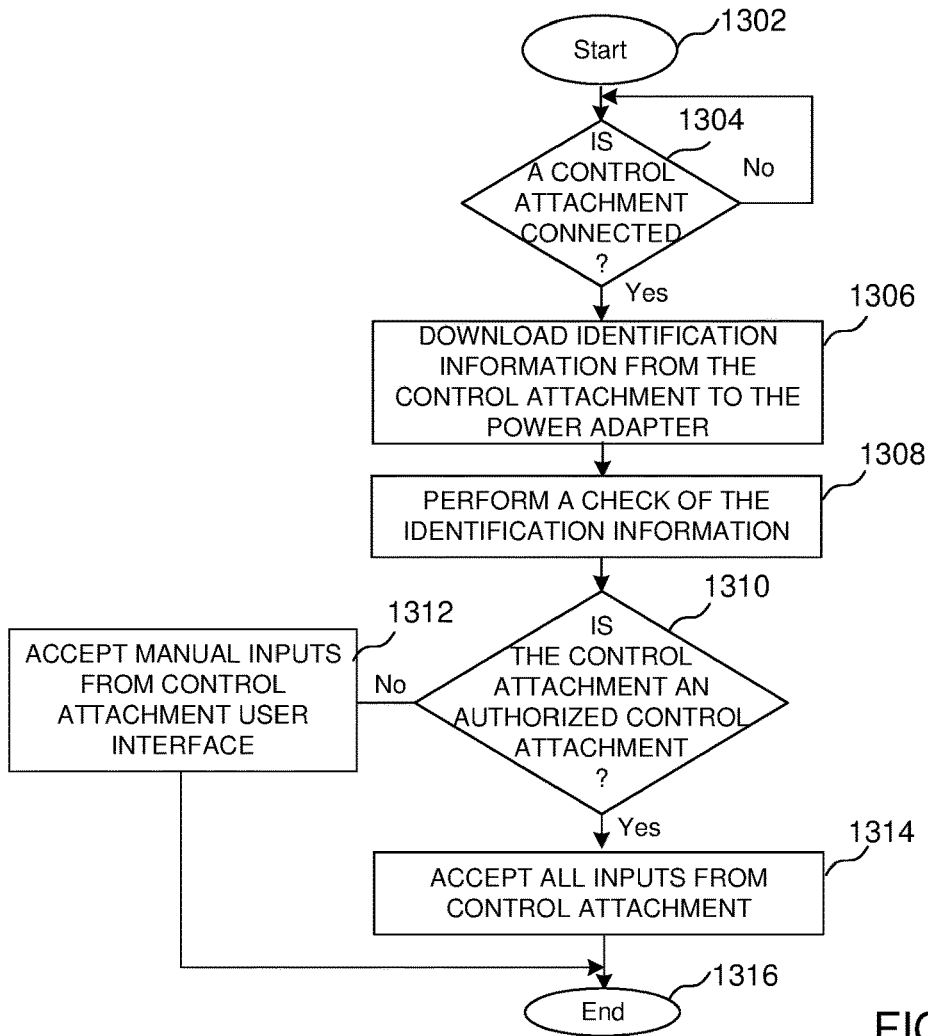 1302
Start
1304
IS
A CONTROL
ATTACHMENT
CONNECTED
?
No
Yes
1306
DOWNLOAD IDENTIFICATION
INFORMATION FROM THE
CONTROL ATTACHMENT TO THE
POWER ADAPTER
1308
PERFORM A CHECK OF THE
IDENTIFICATION INFORMATION
1310
IS
THE CONTROL
ATTACHMENT AN
AUTHORIZED CONTROL
ATTACHMENT
?
1312
No
ACCEPT MANUAL INPUTS
FROM CONTROL
ATTACHMENT USER
INTERFACE
Yes
1314
ACCEPT ALL INPUTS FROM
CONTROL ATTACHMENT
1316
End
FIG